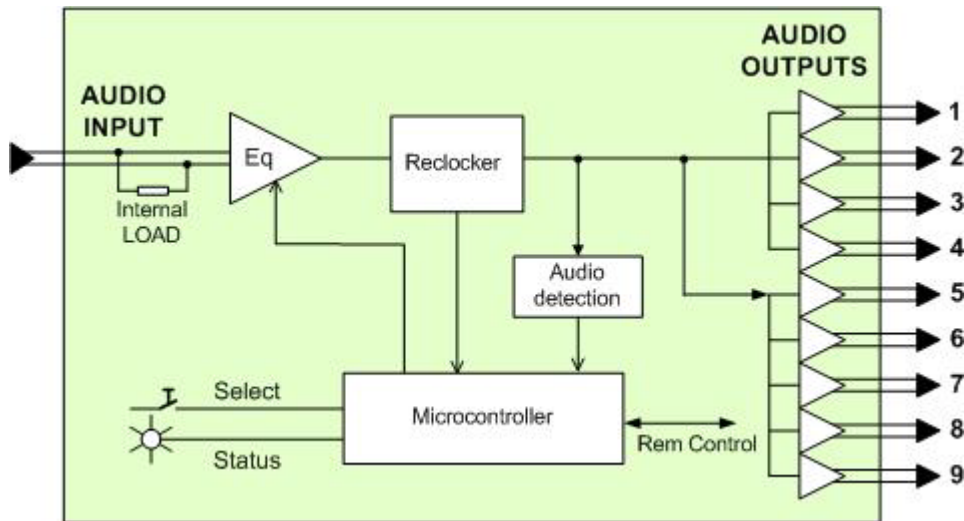 AUDIO
OUTPUTS
AUDIO
INPUT
Eq
Reclocker
Internal
LOAD
Audio
detection
Select
Status
Microcontroller
Rem Control
1
2
3
4
5
6
7
8
9